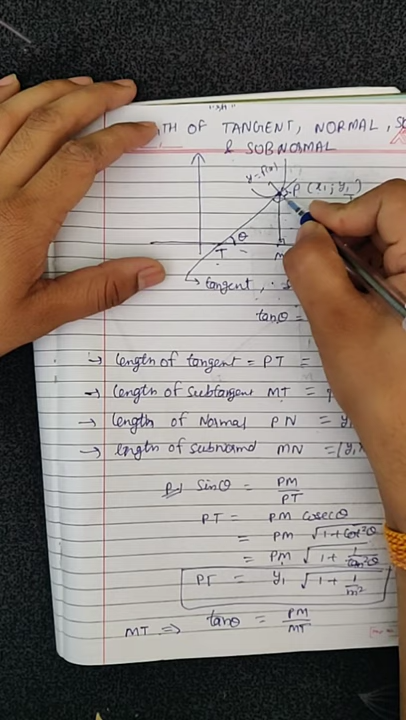 OF TANGENT, NORMAL,
& SUBNORMAL
y=f(x)
P (x₁, y₁)
θ
T
M
tangent,
tanθ =
→ length of tangent = PT =
→ length of Subtangent MT =
→ length of Normal PN =
→ length of subnormal MN =
Sinθ = PM/PT
PT = PM cosecθ
= PM √1+cot²θ
= PM √1+1/tan²θ
PT = y₁ √1+1/m²
MT ⇒ tanθ = PM/MT